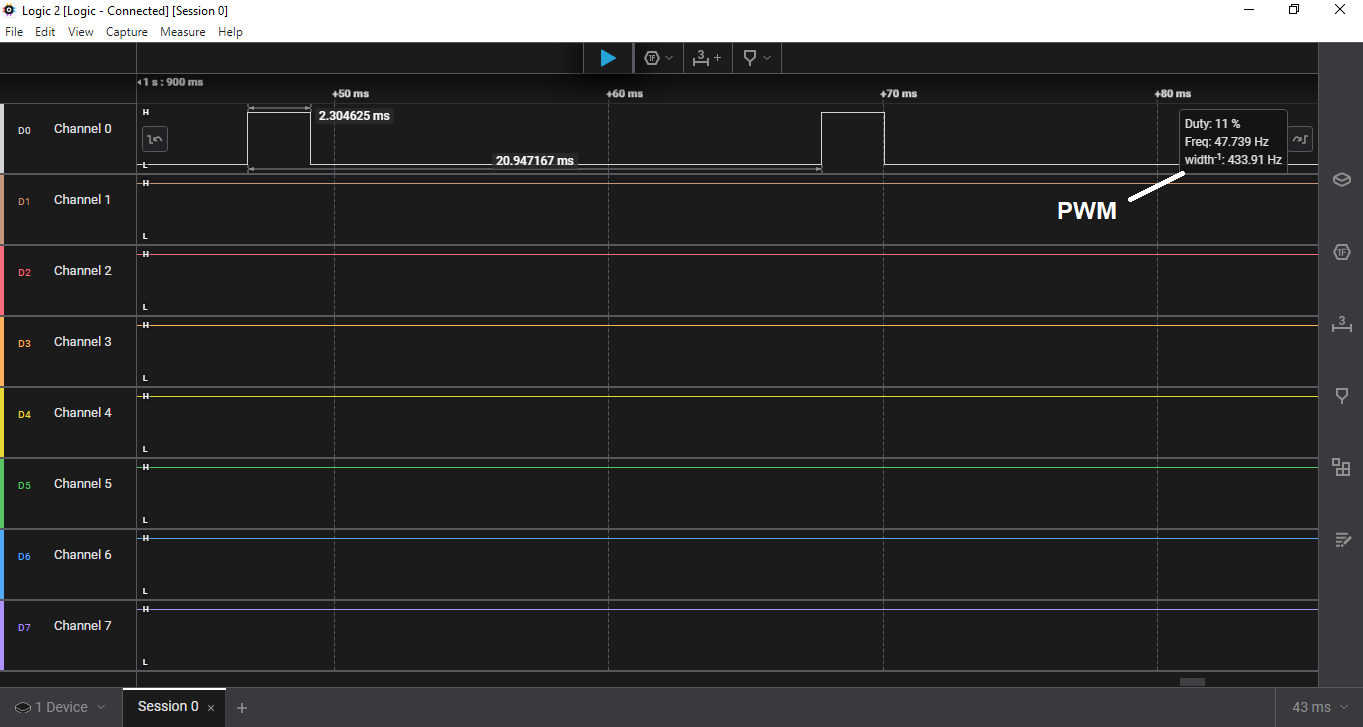 Logic 2 [Logic - Connected] [Session 0]
File Edit View Capture Measure Help
1F 3 +
1 s : 900 ms
+50 ms +60 ms +70 ms +80 ms
D0 Channel 0 H L
2.304625 ms
20.947167 ms
Duty: 11 %
Freq: 47.739 Hz
width⁻¹: 433.91 Hz
PWM
D1 Channel 1 H L
D2 Channel 2 H L
D3 Channel 3 H L
D4 Channel 4 H L
D5 Channel 5 H L
D6 Channel 6 H L
D7 Channel 7 H L
1F
3
1 Device Session 0 × + 43 ms